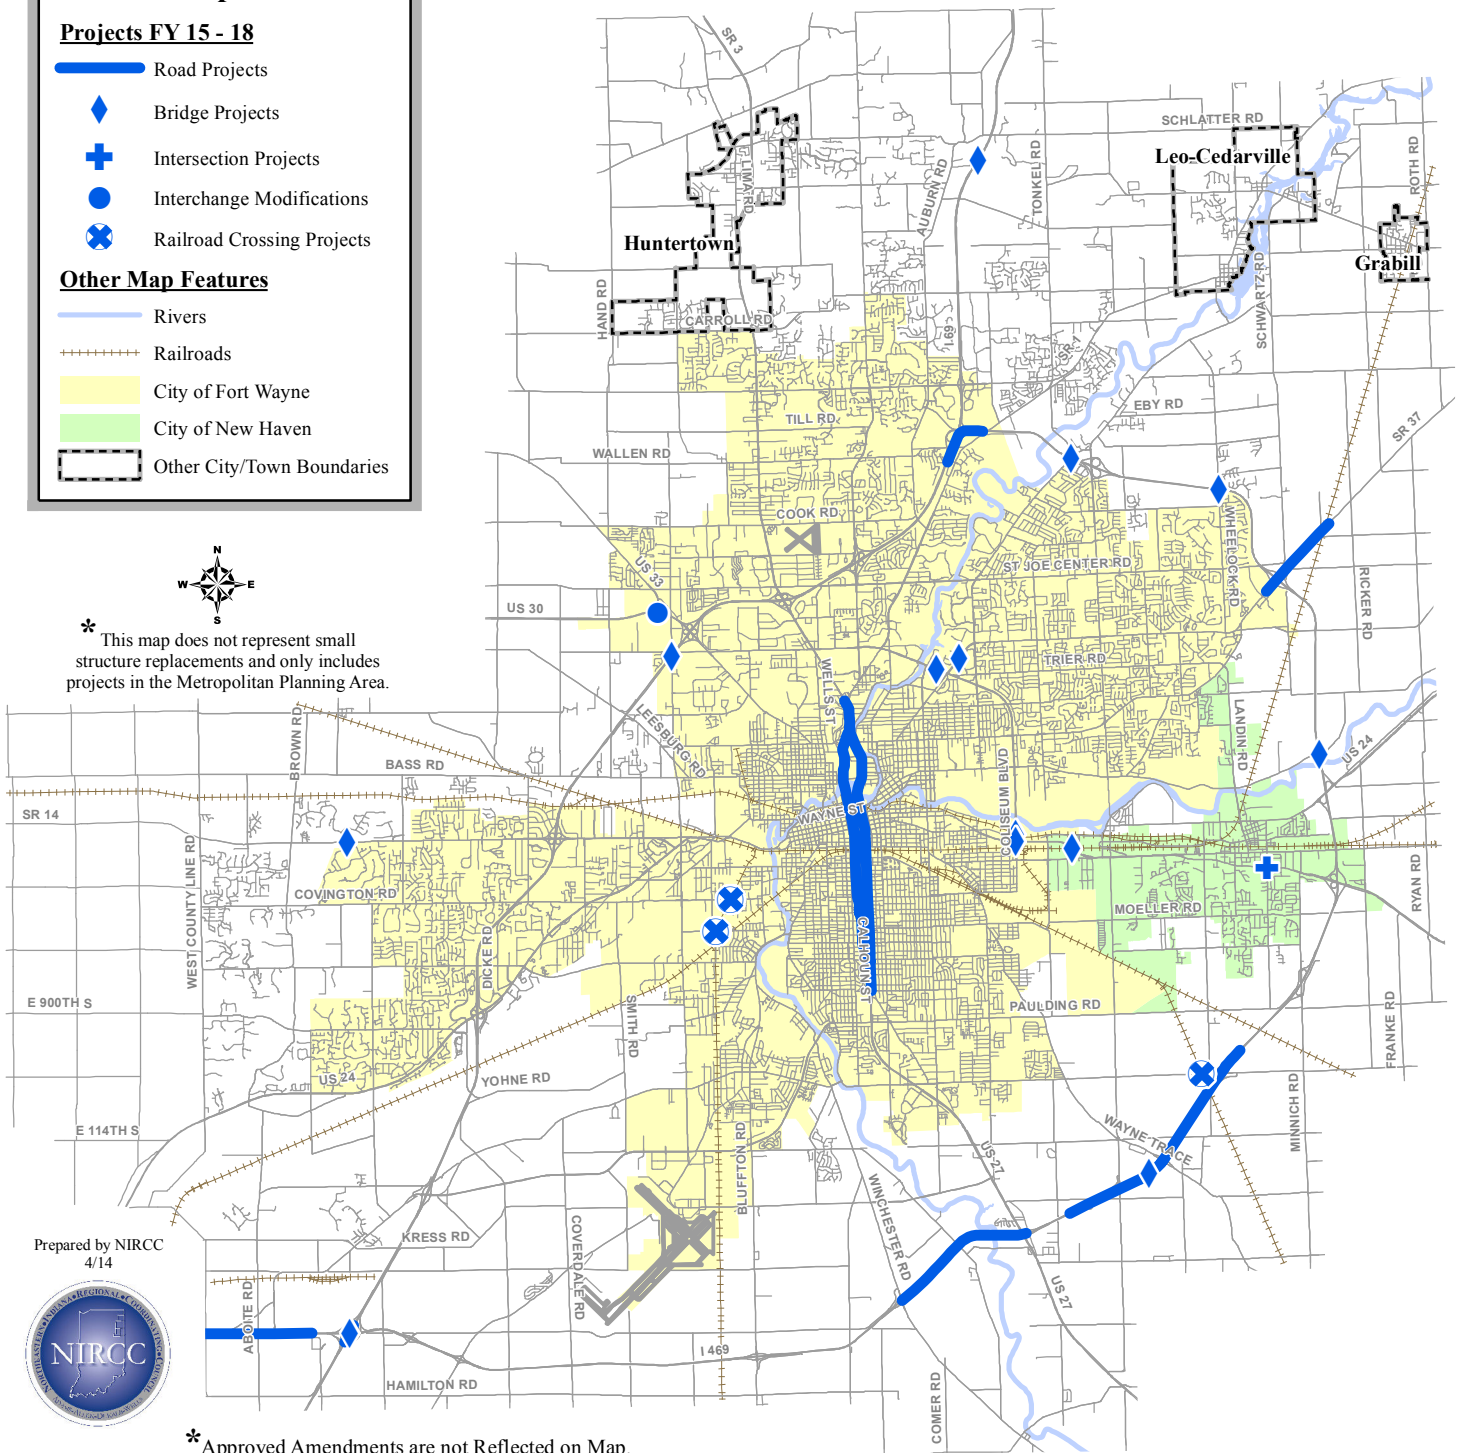 Projects FY 15 - 18
Road Projects
Bridge Projects
Intersection Projects
Interchange Modifications
Railroad Crossing Projects
Other Map Features
Rivers
Railroads
City of Fort Wayne
City of New Haven
Other City/Town Boundaries
N
W E
S
* This map does not represent small
structure replacements and only includes
projects in the Metropolitan Planning Area.
SR 3
SCHLATTER RD
Leo-Cedarville
ROTH RD
LIMA RD
AUBURN RD
TONKEL RD
Huntertown
Grabill
HAND RD
CARROLL RD
I 69
SR 1
SCHWARTZ RD
EBY RD
TILL RD
SR 37
WALLEN RD
COOK RD
WHEELOCK RD
US 33
ST JOE CENTER RD
RICKER RD
US 30
TRIER RD
WELLS ST
LEESBURG RD
LANDIN RD
BROWN RD
US 24
BASS RD
COLISEUM BLVD
SR 14
WAYNE ST
WEST COUNTY LINE RD
COVINGTON RD
RYAN RD
MOELLER RD
CALHOUN ST
DICKE RD
E 900TH S
SMITH RD
PAULDING RD
FRANKE RD
US 24
YOHNE RD
MINNICH RD
E 114TH S
WAYNE TRACE
BLUFFTON RD
US 27
WINCHESTER RD
COVERDALE RD
KRESS RD
Prepared by NIRCC
4/14
ABOITE RD
US 27
NORTHEASTERN•INDIANA•REGIONAL•COORDINATING•COUNCIL
NIRCC
I 469
HAMILTON RD
COMER RD
* Approved Amendments are not Reflected on Map.